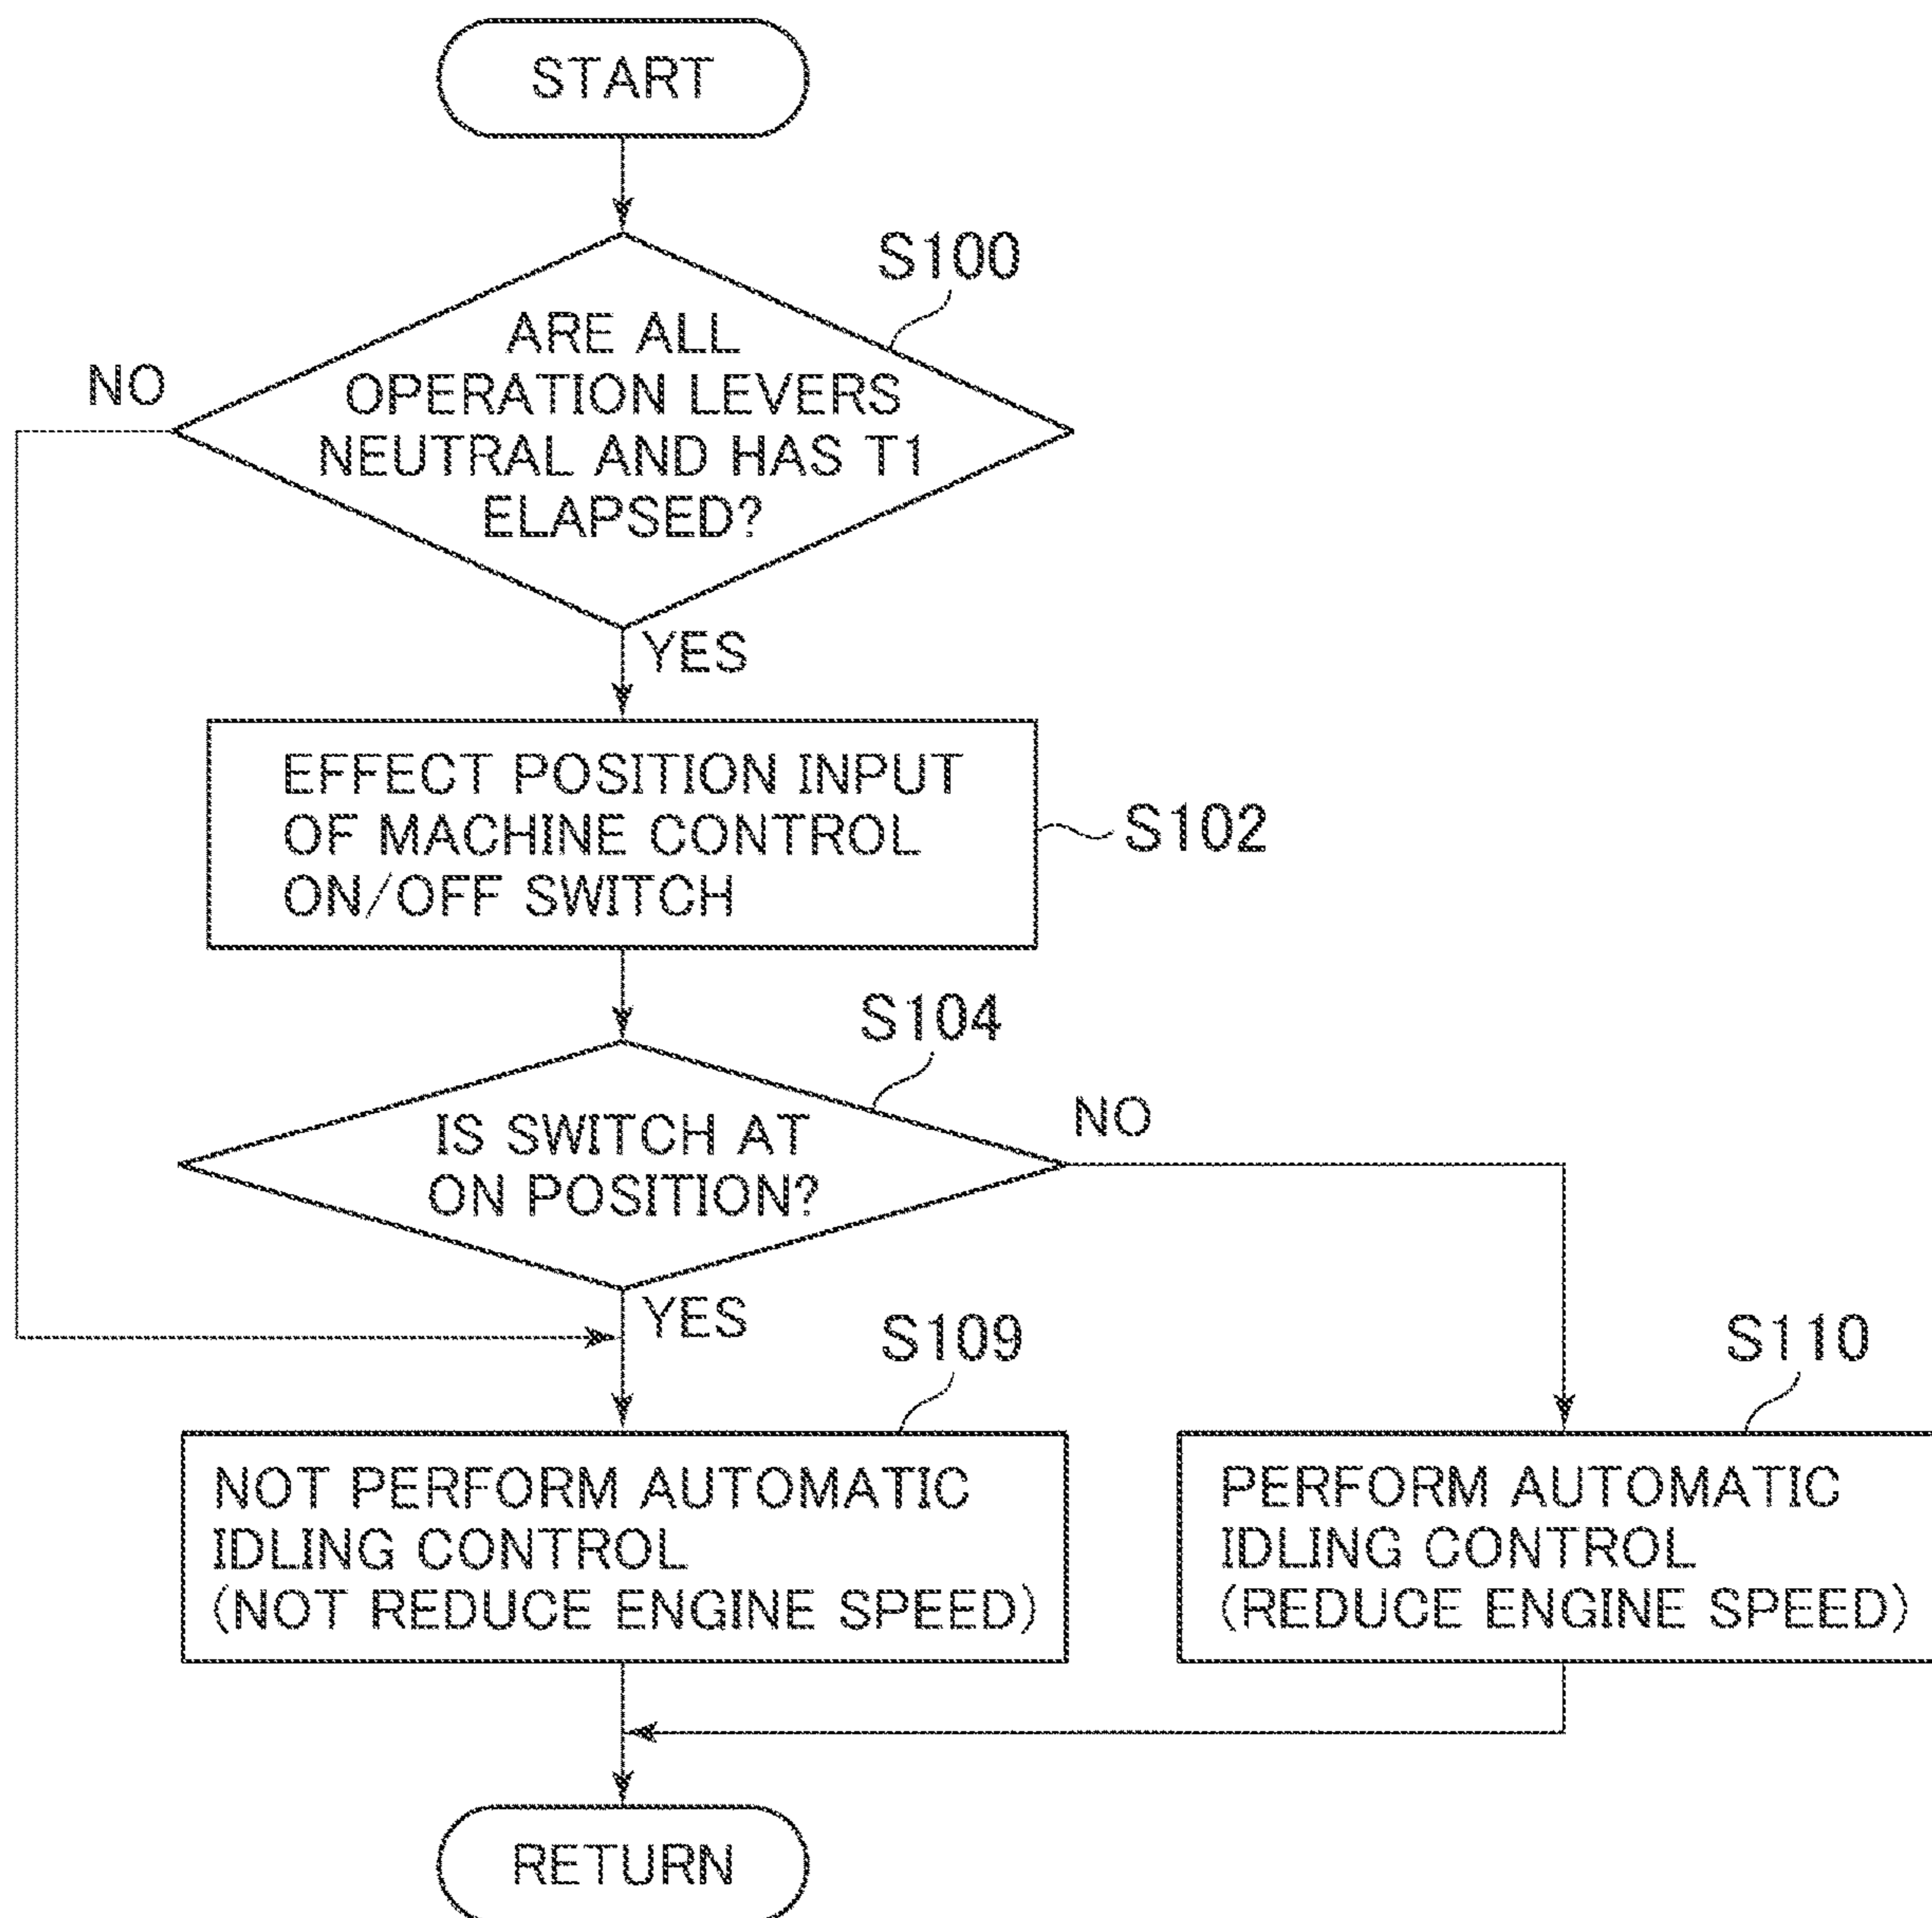 START
S100
ARE ALL
OPERATION LEVERS
NEUTRAL AND HAS T1
ELAPSED?
NO
YES
EFFECT POSITION INPUT
OF MACHINE CONTROL
ON/OFF SWITCH
S102
S104
IS SWITCH AT
ON POSITION?
NO
YES
S109
NOT PERFORM AUTOMATIC
IDLING CONTROL
(NOT REDUCE ENGINE SPEED)
S110
PERFORM AUTOMATIC
IDLING CONTROL
(REDUCE ENGINE SPEED)
RETURN